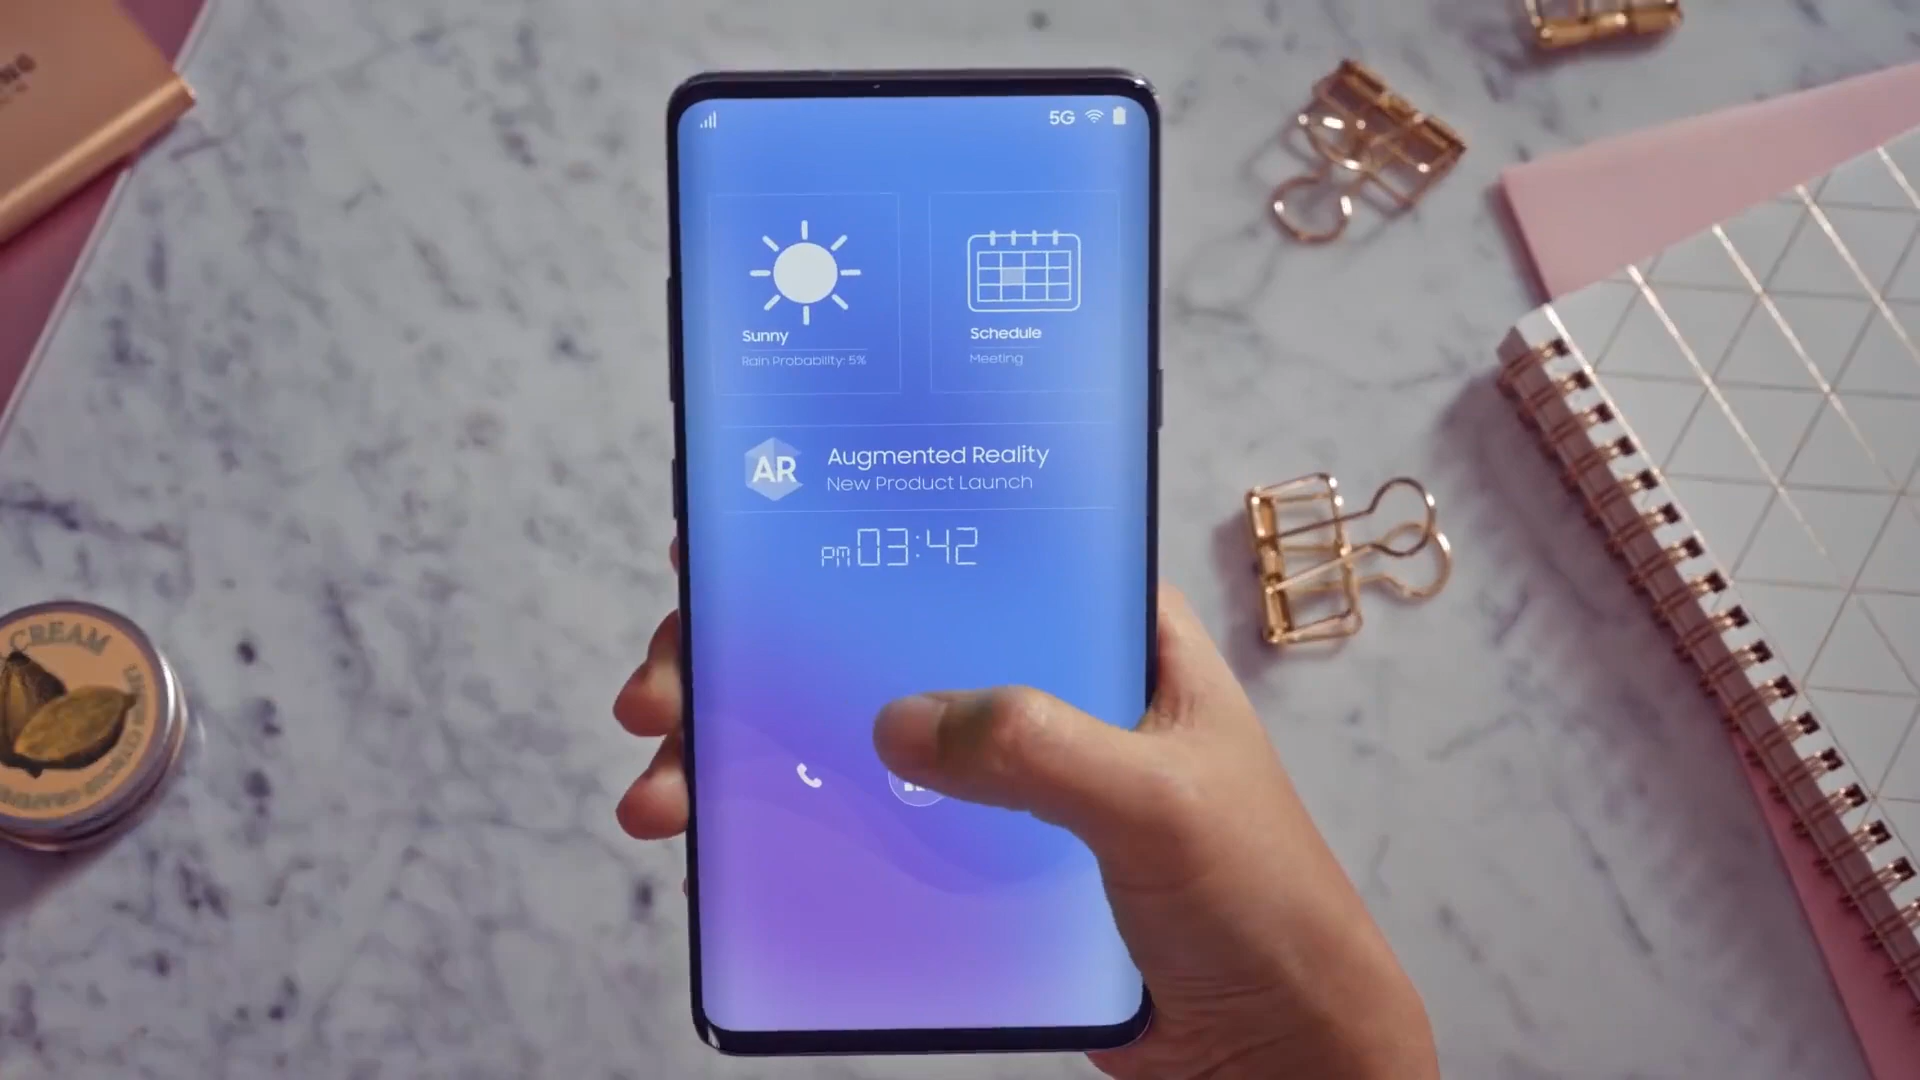 5G
Sunny
Rain Probability: 5%
Schedule
Meeting
AR
Augmented Reality
New Product Launch
PM 03:42
CREAM